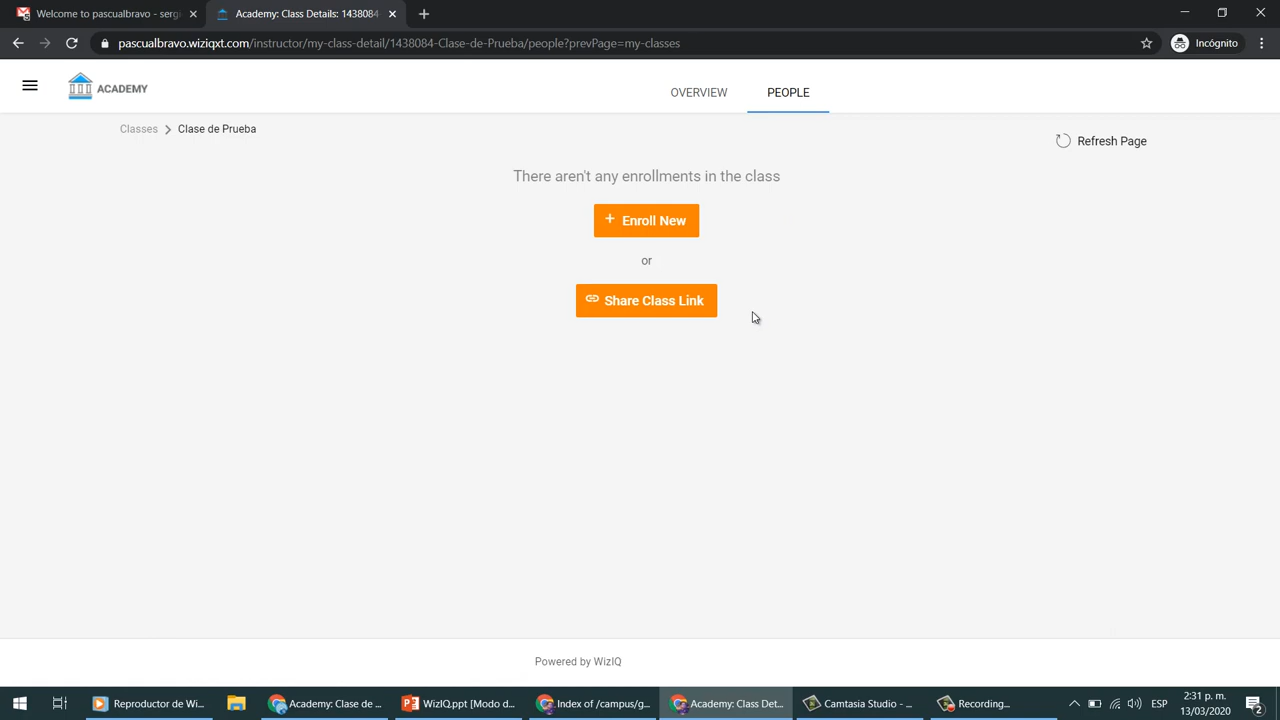 Welcome to pascualbravo - sergi
Academy: Class Details: 1438084
pascualbravo.wiziqxt.com/instructor/my-class-detail/1438084-Clase-de-Prueba/people?prevPage=my-classes
Incógnito
ACADEMY
OVERVIEW
PEOPLE
Classes > Clase de Prueba
Refresh Page
There aren't any enrollments in the class
+ Enroll New
or
Share Class Link
Powered by WizIQ
Reproductor de Wi...
Academy: Clase de ...
WizIQ.ppt [Modo d...
Index of /campus/g...
Academy: Class Det...
Camtasia Studio - ...
Recording...
ESP
2:31 p. m.
13/03/2020
2